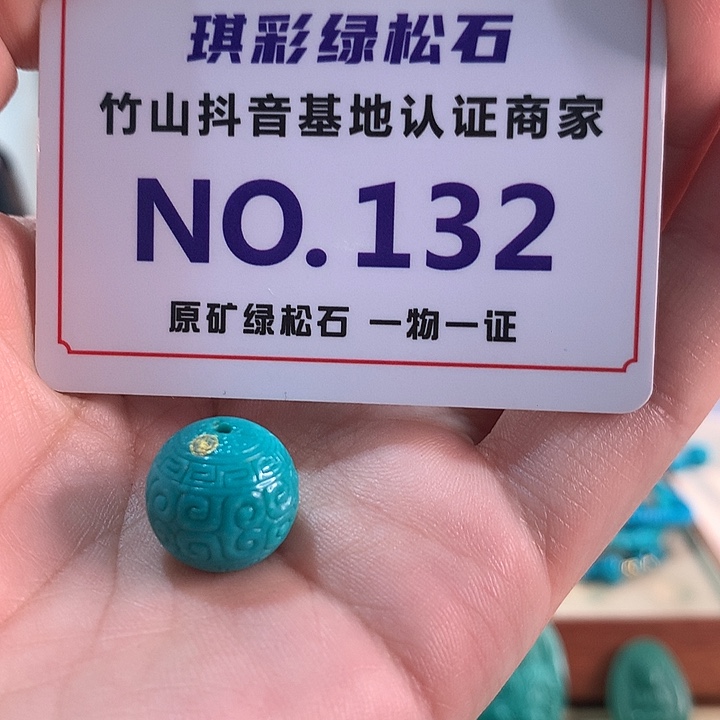 琪彩绿松石
竹山抖音基地认证商家
NO.132
原矿绿松石 一物一证